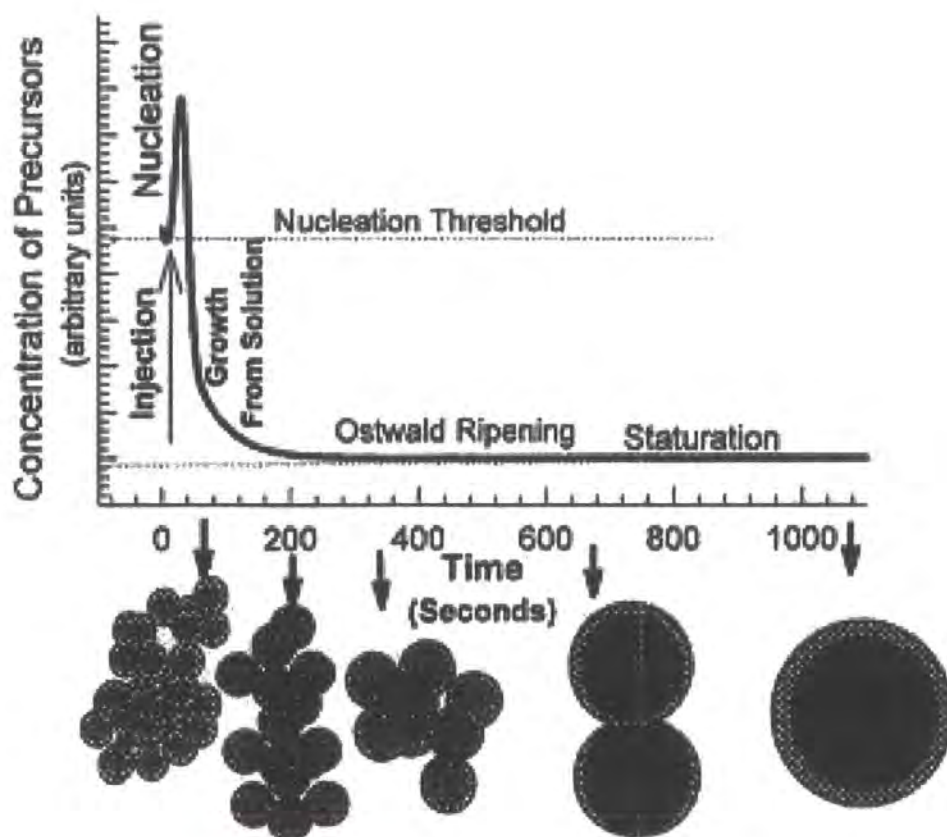 Concentration of Precursors
(arbitrary units)
Nucleation
Nucleation Threshold
Injection
Growth
From Solution
Ostwald Ripening
Staturation
0 200 400 600 800 1000
Time
(Seconds)